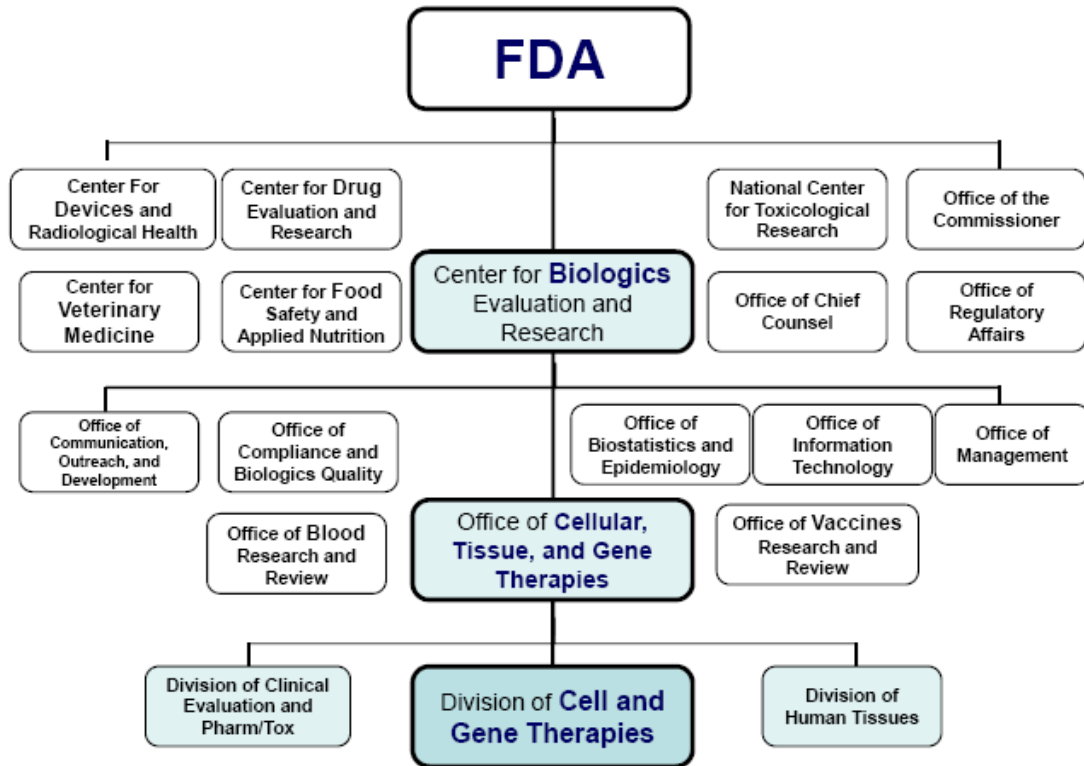 FDA
Center For
Devices and
Radiological Health
Center for Drug
Evaluation and
Research
National Center
for Toxicological
Research
Office of the
Commissioner
Center for
Veterinary
Medicine
Center for Food
Safety and
Applied Nutrition
Center for Biologics
Evaluation and
Research
Office of Chief
Counsel
Office of
Regulatory
Affairs
Office of
Communication,
Outreach, and
Development
Office of
Compliance and
Biologics Quality
Office of
Biostatistics and
Epidemiology
Office of
Information
Technology
Office of
Management
Office of Blood
Research and
Review
Office of Cellular,
Tissue, and Gene
Therapies
Office of Vaccines
Research and
Review
Division of Clinical
Evaluation and
Pharm/Tox
Division of Cell and
Gene Therapies
Division of
Human Tissues